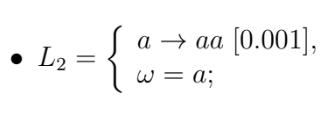 • L₂ = { a → aa [0.001],
ω = a;